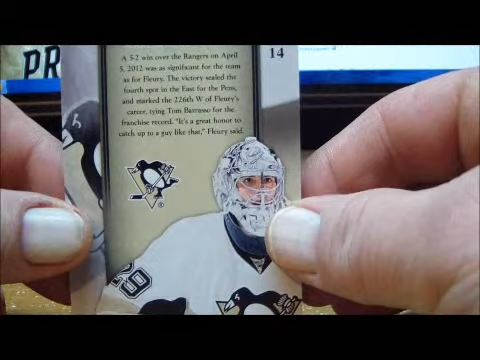 PR
14
A 5-2 win over the Rangers on April
5, 2012 was as significant for the team
as for Fleury. The victory sealed the
fourth spot in the East for the Pens,
and marked the 226th W of Fleury's
career, tying Tom Barrasso for the
franchise record. "It's a great honor to
catch up to a guy like that," Fleury said.
29